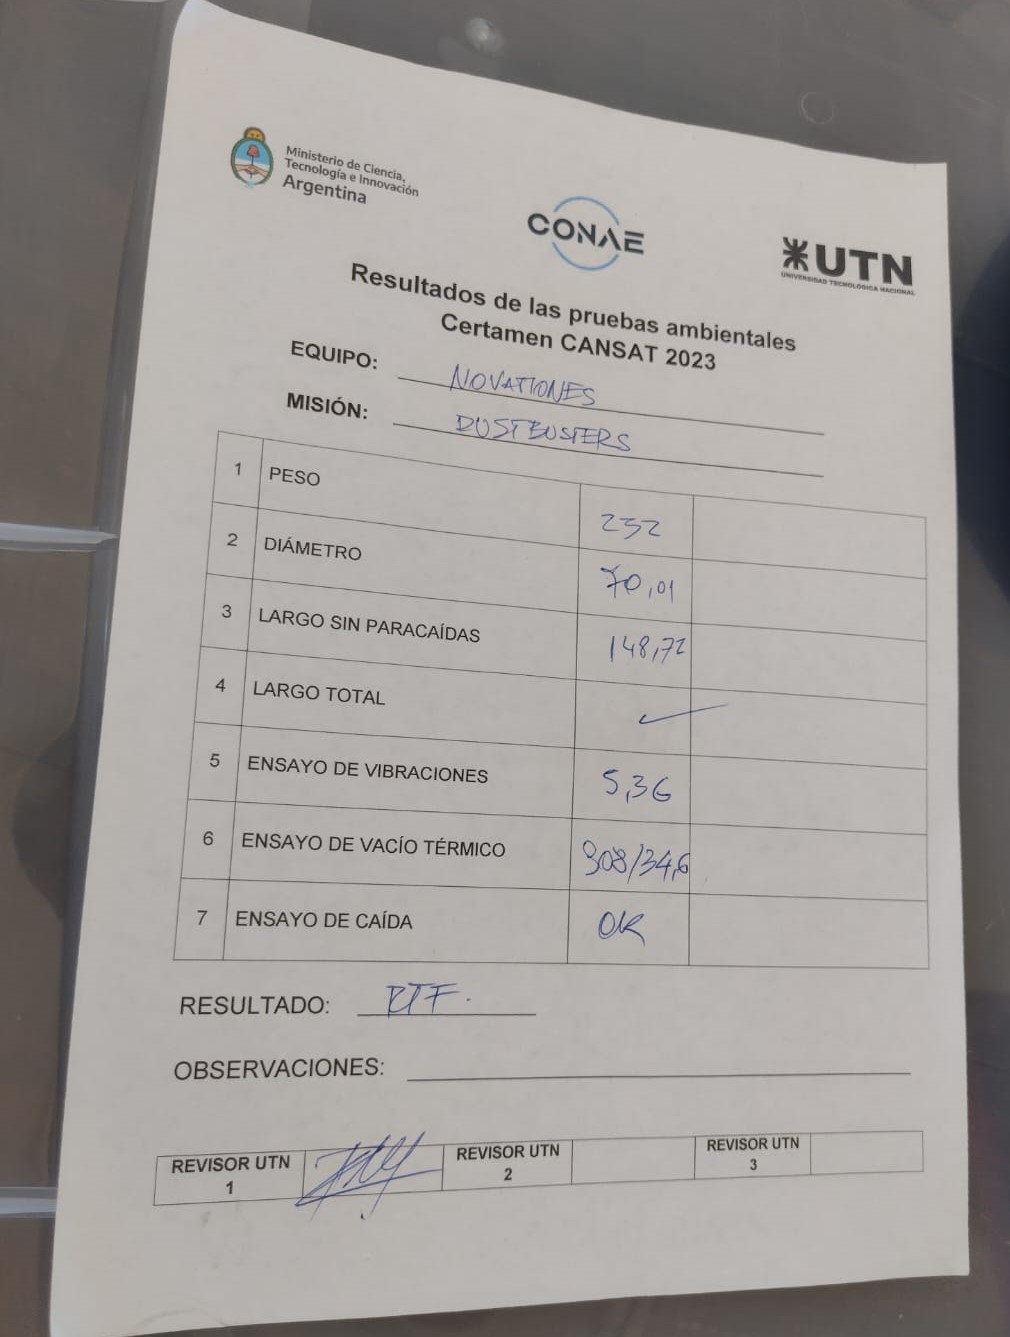 Ministerio de Ciencia,
Tecnología e Innovación
Argentina
CONAE
UTN
UNIVERSIDAD TECNOLÓGICA NACIONAL
Resultados de las pruebas ambientales
Certamen CANSAT 2023
EQUIPO: NOVATIONES
MISIÓN: DUSTBUSTERS
1 PESO 232
2 DIÁMETRO 70,01
3 LARGO SIN PARACAÍDAS 148,72
4 LARGO TOTAL ✓
5 ENSAYO DE VIBRACIONES 5,3G
6 ENSAYO DE VACÍO TÉRMICO 308/34,6
7 ENSAYO DE CAÍDA OK
RESULTADO: RTF.
OBSERVACIONES:
REVISOR UTN 1
REVISOR UTN 2
REVISOR UTN 3